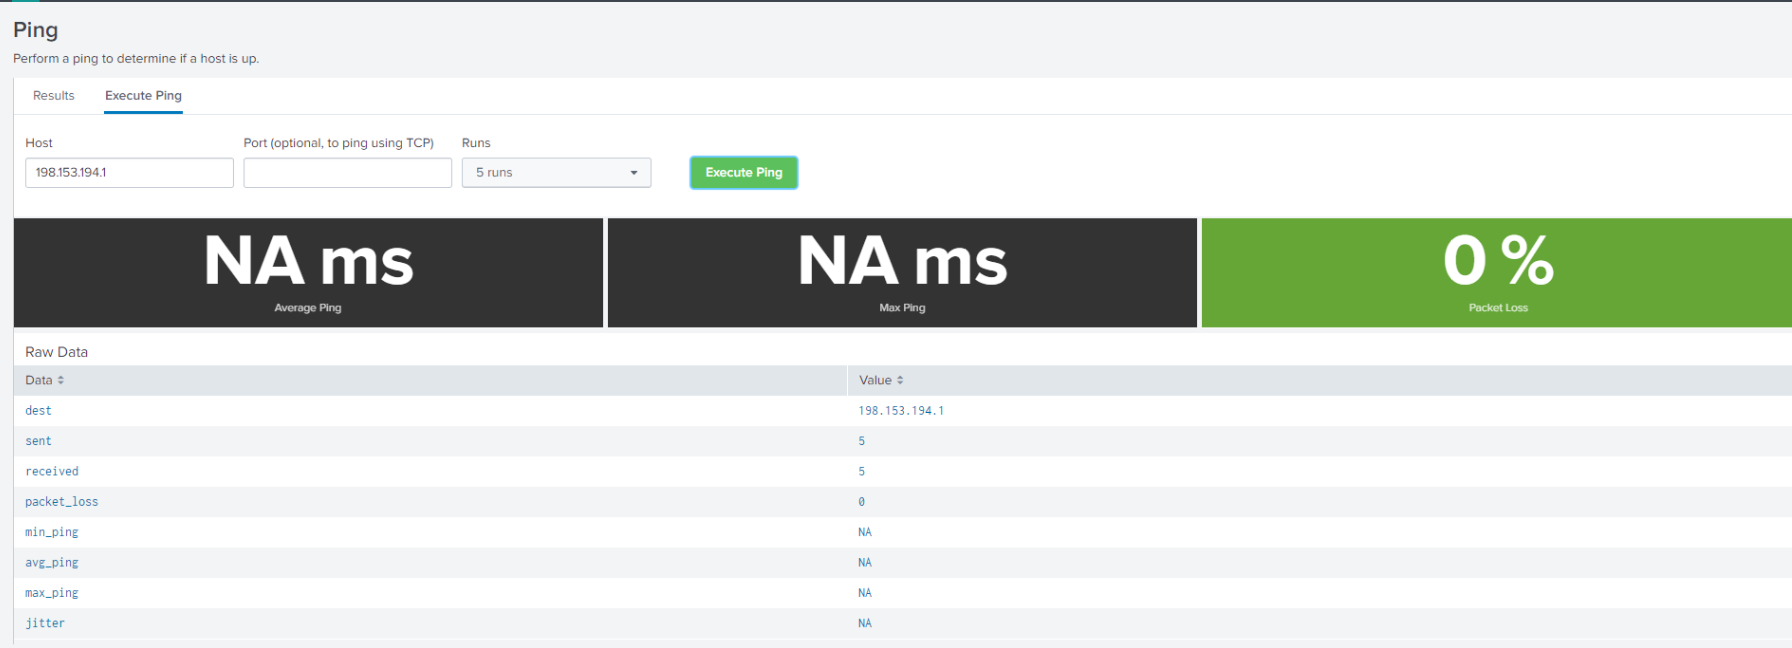 Ping
Perform a ping to determine if a host is up.
Results Execute Ping
Host Port (optional, to ping using TCP) Runs
198.153.194.1 5 runs Execute Ping
NA ms NA ms 0 %
Average Ping Max Ping Packet Loss
Raw Data
Data Value
dest 198.153.194.1
sent 5
received 5
packet_loss 0
min_ping NA
avg_ping NA
max_ping NA
jitter NA